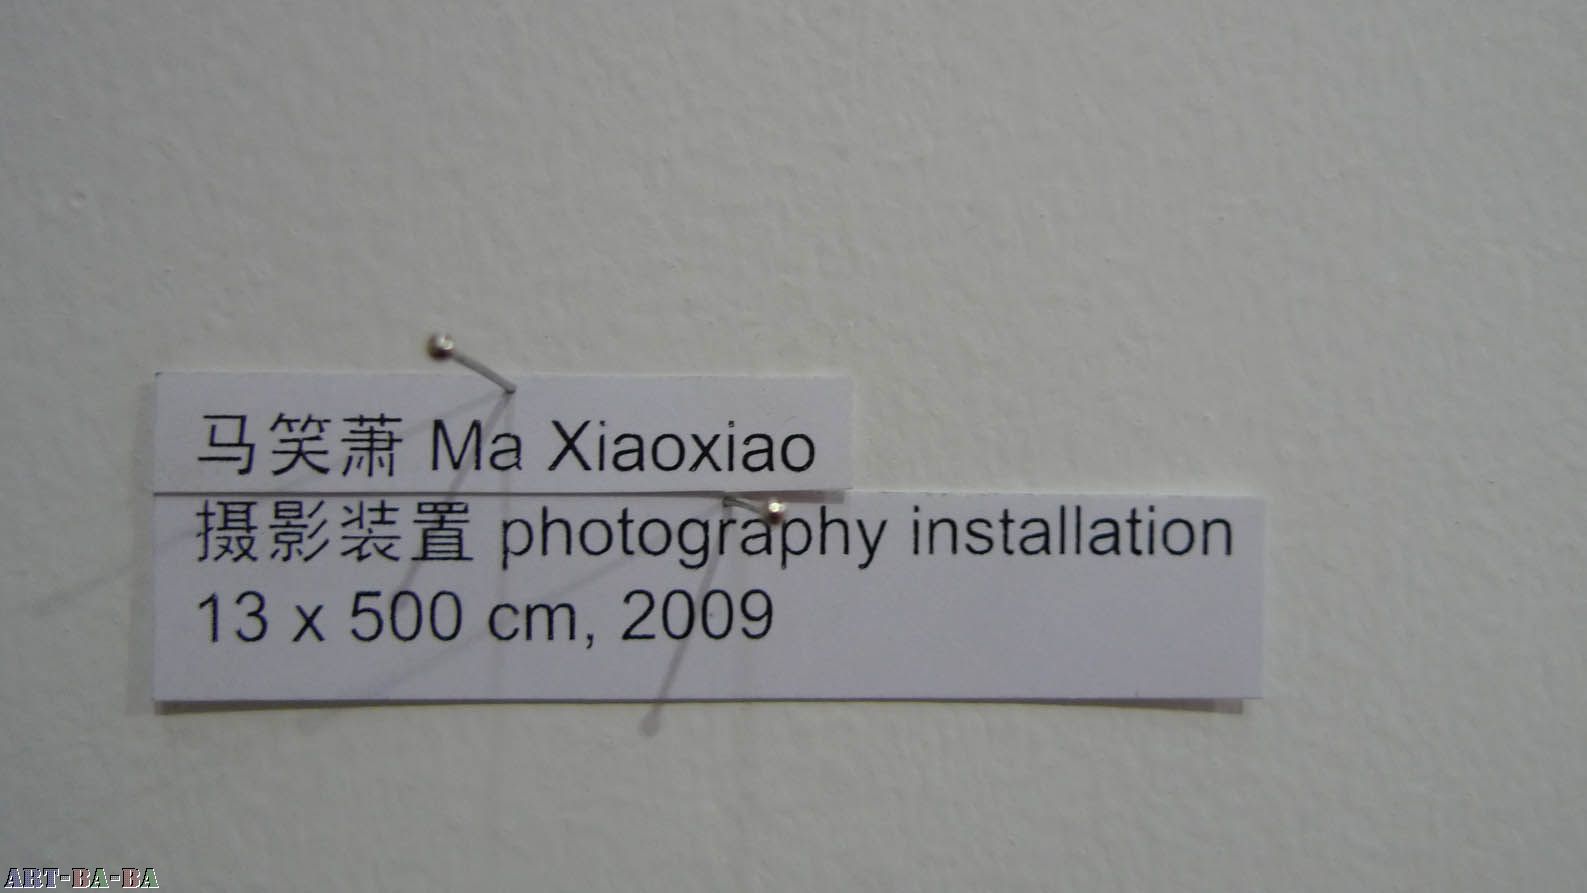 马笑萧 Ma Xiaoxiao
摄影装置 photography installation
13 x 500 cm, 2009
ART-BA-BA